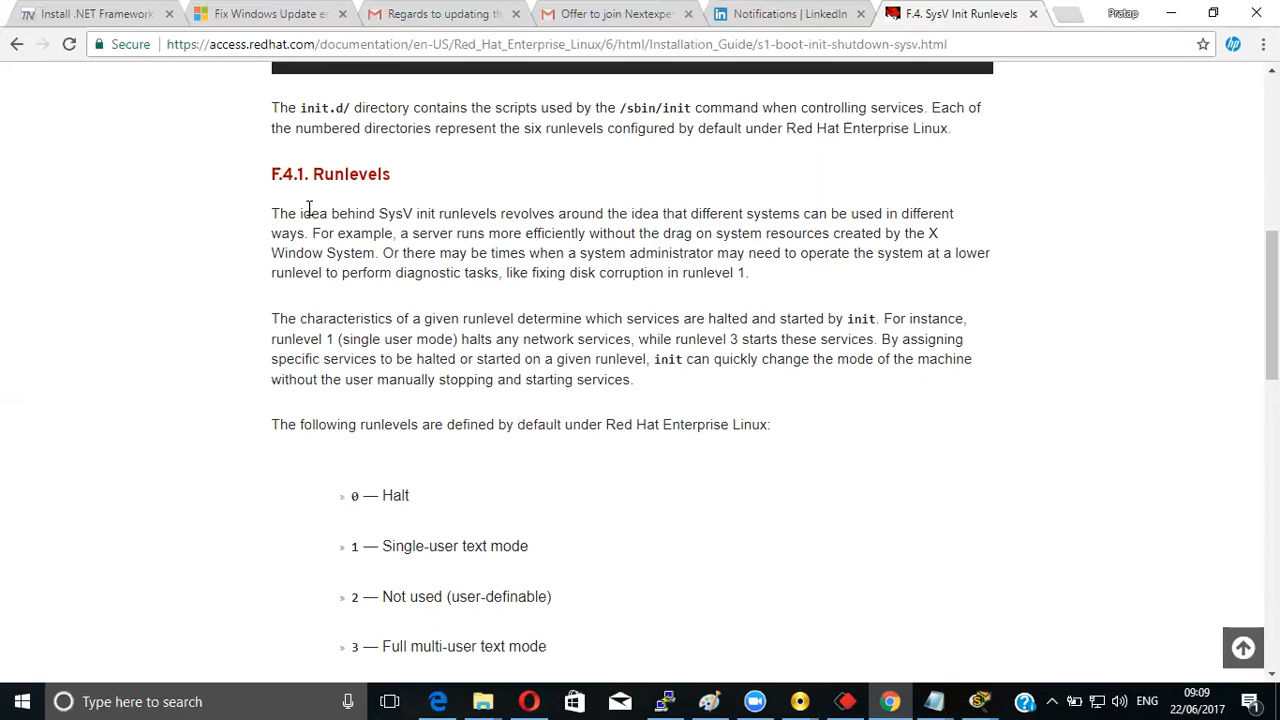 Install .NET Framework
Fix Windows Update er
Regards to updating th
Offer to join Nextexpe
Notifications | LinkedIn
F.4. SysV Init Runlevels
Pratap
Secure
https://access.redhat.com/documentation/en-US/Red_Hat_Enterprise_Linux/6/html/Installation_Guide/s1-boot-init-shutdown-sysv.html
The init.d/ directory contains the scripts used by the /sbin/init command when controlling services. Each of
the numbered directories represent the six runlevels configured by default under Red Hat Enterprise Linux.
F.4.1. Runlevels
The idea behind SysV init runlevels revolves around the idea that different systems can be used in different
ways. For example, a server runs more efficiently without the drag on system resources created by the X
Window System. Or there may be times when a system administrator may need to operate the system at a lower
runlevel to perform diagnostic tasks, like fixing disk corruption in runlevel 1.
The characteristics of a given runlevel determine which services are halted and started by init. For instance,
runlevel 1 (single user mode) halts any network services, while runlevel 3 starts these services. By assigning
specific services to be halted or started on a given runlevel, init can quickly change the mode of the machine
without the user manually stopping and starting services.
The following runlevels are defined by default under Red Hat Enterprise Linux:
» 0 — Halt
» 1 — Single-user text mode
» 2 — Not used (user-definable)
» 3 — Full multi-user text mode
Type here to search
ENG
09:09
22/06/2017
1